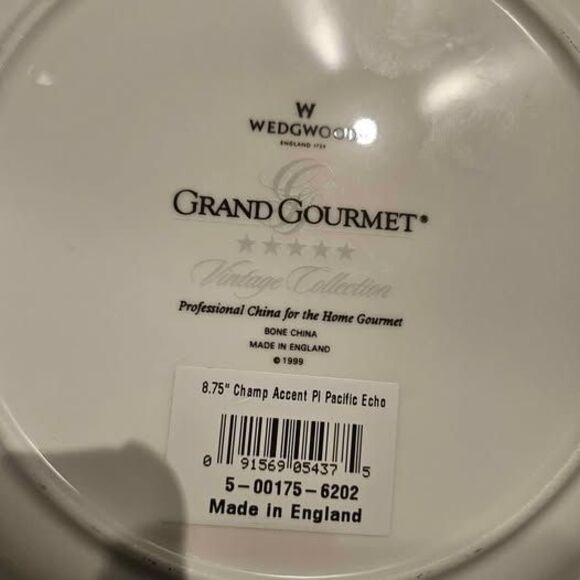 W
WEDGWOOD
ENGLAND 1759
G
GRAND GOURMET®
Vintage Collection
Professional China for the Home Gourmet
BONE CHINA
MADE IN ENGLAND
© 1999
8.75" Champ Accent Pl Pacific Echo
0 91569 05437 5
5-00175-6202
Made in England